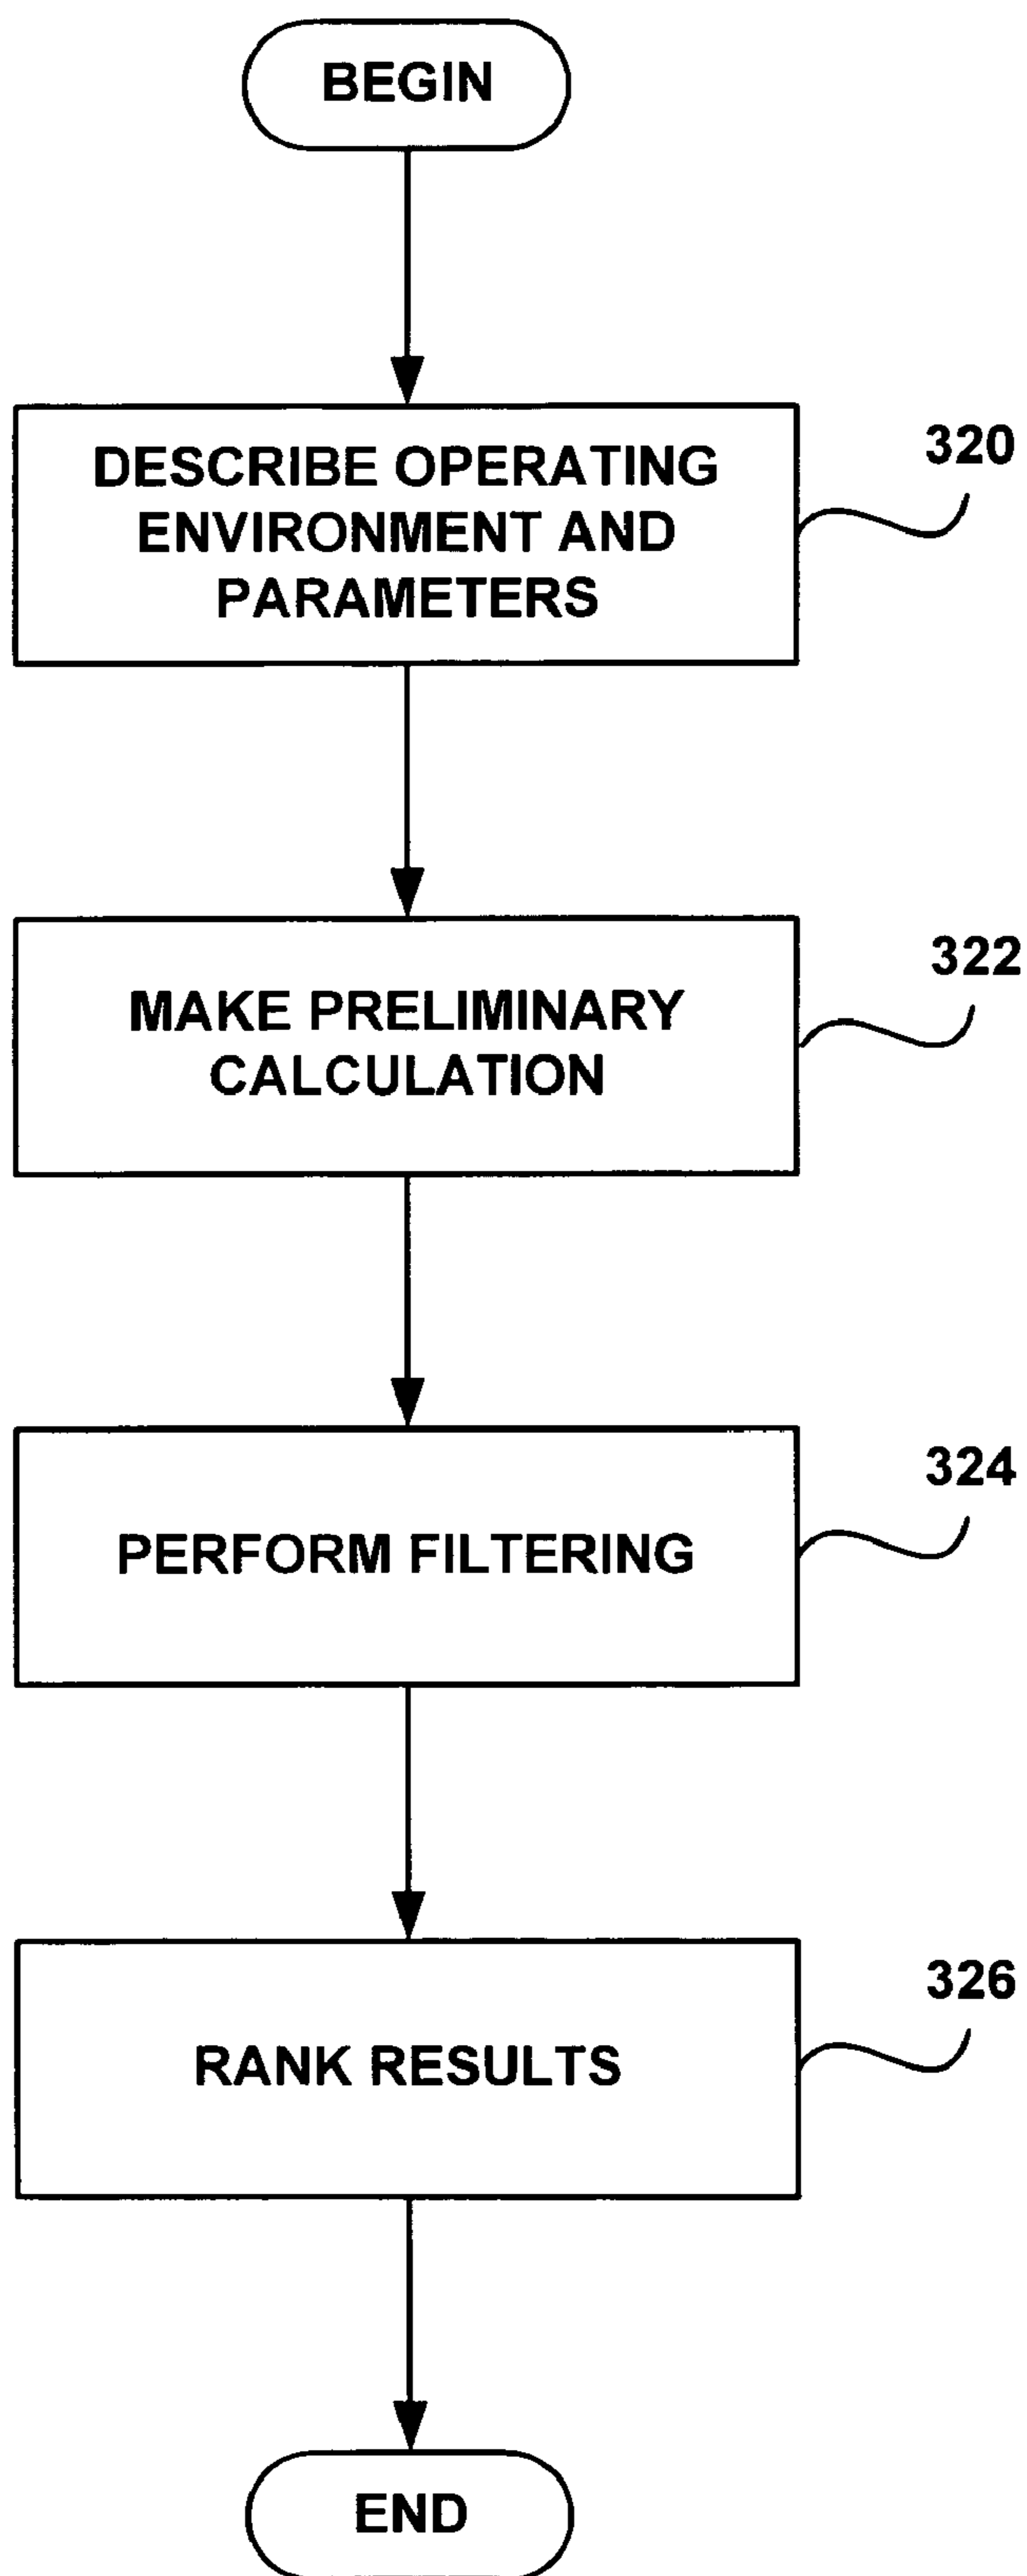 BEGIN
DESCRIBE OPERATING
ENVIRONMENT AND
PARAMETERS
320
MAKE PRELIMINARY
CALCULATION
322
PERFORM FILTERING
324
RANK RESULTS
326
END